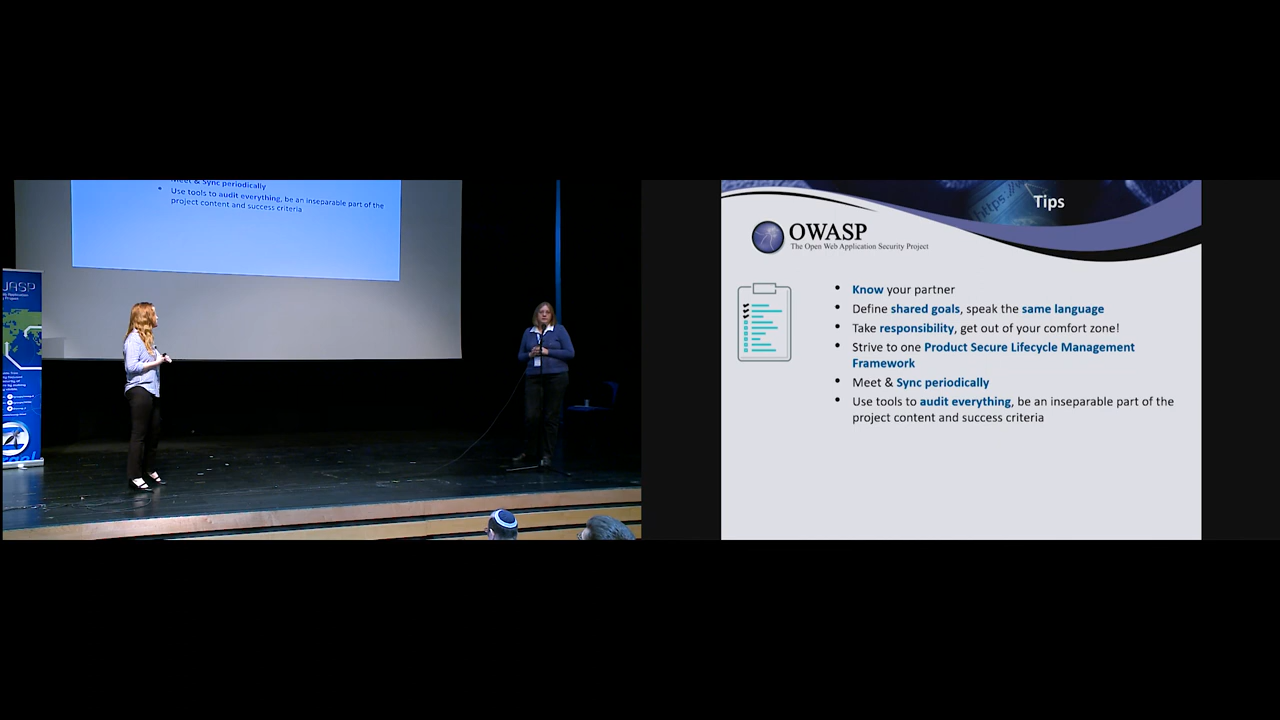 Meet & Sync periodically
Use tools to audit everything, be an inseparable part of the
project content and success criteria
https://
Tips
OWASP
The Open Web Application Security Project
• Know your partner
• Define shared goals, speak the same language
• Take responsibility, get out of your comfort zone!
• Strive to one Product Secure Lifecycle Management
Framework
• Meet & Sync periodically
• Use tools to audit everything, be an inseparable part of the
project content and success criteria